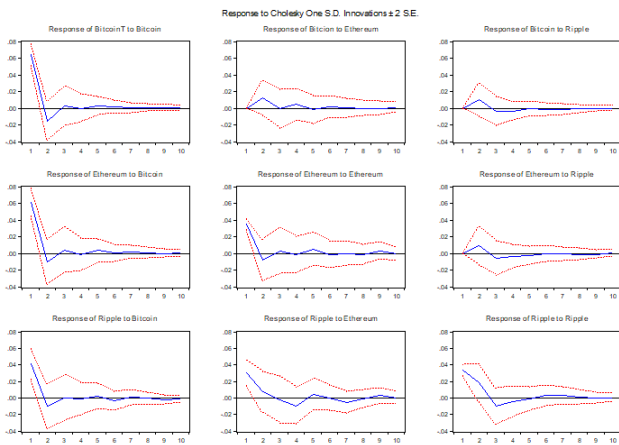 Response to Cholesky One S.D. Innovations ± 2 S.E.
Response of BitcoinT to Bitcoin
Response of Bitcion to Ethereum
Response of Bitcoin to Ripple
.08 .08 .08
.06 .06 .06
.04 .04 .04
.02 .02 .02
.00 .00 .00
-.02 -.02 -.02
-.04 -.04 -.04
1 2 3 4 5 6 7 8 9 10 1 2 3 4 5 6 7 8 9 10 1 2 3 4 5 6 7 8 9 10
Response of Ethereum to Bitcoin
Response of Ethereum to Ethereum
Response of Ethereum to Ripple
.08 .08 .08
.06 .06 .06
.04 .04 .04
.02 .02 .02
.00 .00 .00
-.02 -.02 -.02
-.04 -.04 -.04
1 2 3 4 5 6 7 8 9 10 1 2 3 4 5 6 7 8 9 10 1 2 3 4 5 6 7 8 9 10
Response of Ripple to Bitcoin
Response of Ripple to Ethereum
Response of Ripple to Ripple
.08 .08 .08
.06 .06 .06
.04 .04 .04
.02 .02 .02
.00 .00 .00
-.02 -.02 -.02
-.04 -.04 -.04
1 2 3 4 5 6 7 8 9 10 1 2 3 4 5 6 7 8 9 10 1 2 3 4 5 6 7 8 9 10